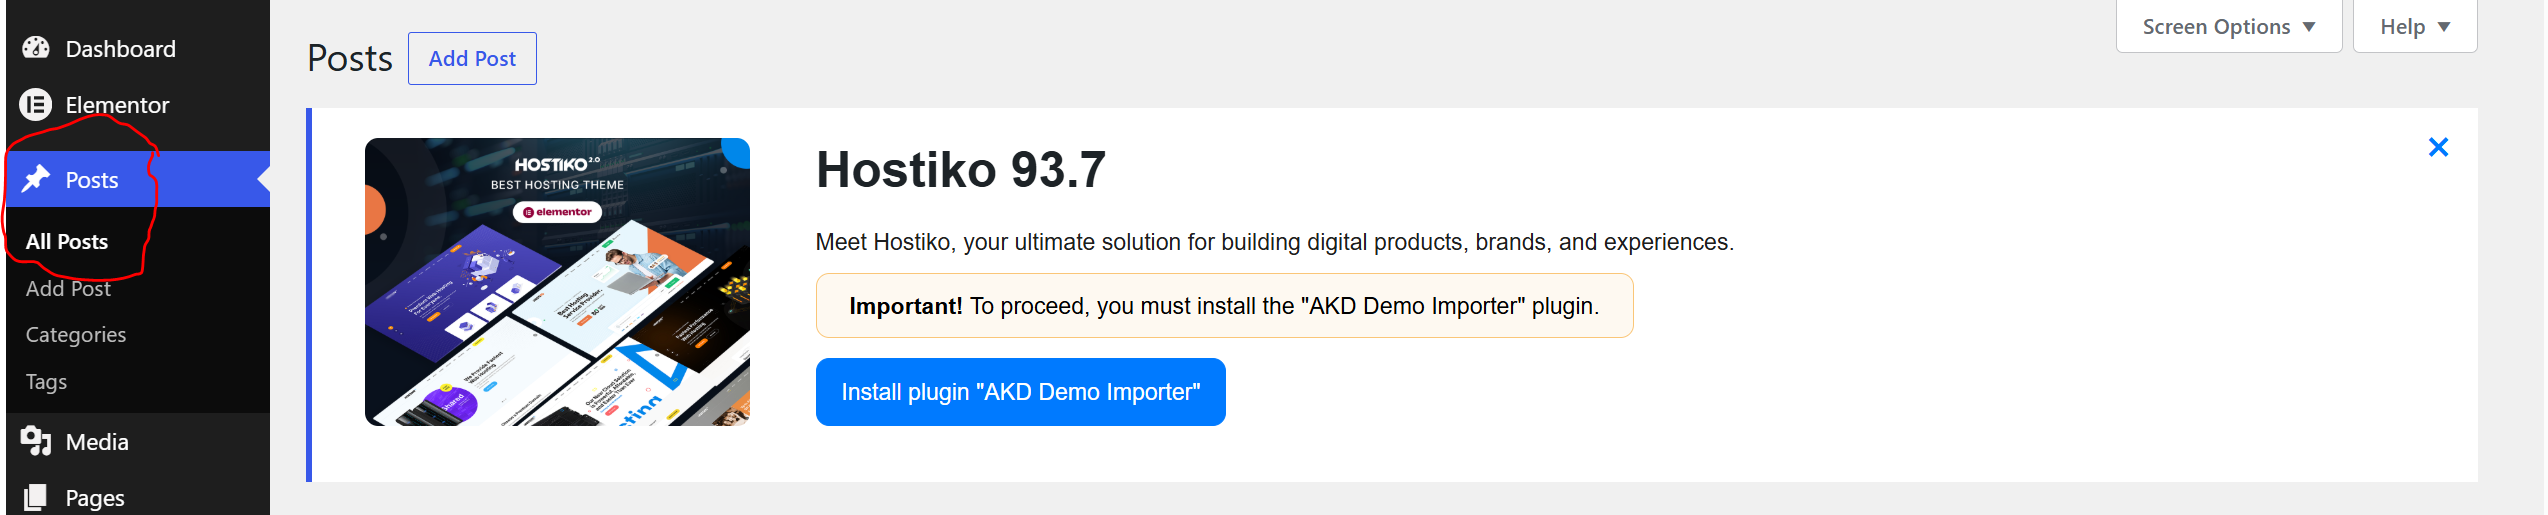 Dashboard
Elementor
Posts
All Posts
Add Post
Categories
Tags
Media
Pages
Posts
Add Post
Screen Options
Help
HOSTIKO 2.0
BEST HOSTING THEME
elementor
Hostiko 93.7
Meet Hostiko, your ultimate solution for building digital products, brands, and experiences.
Important! To proceed, you must install the "AKD Demo Importer" plugin.
Install plugin "AKD Demo Importer"